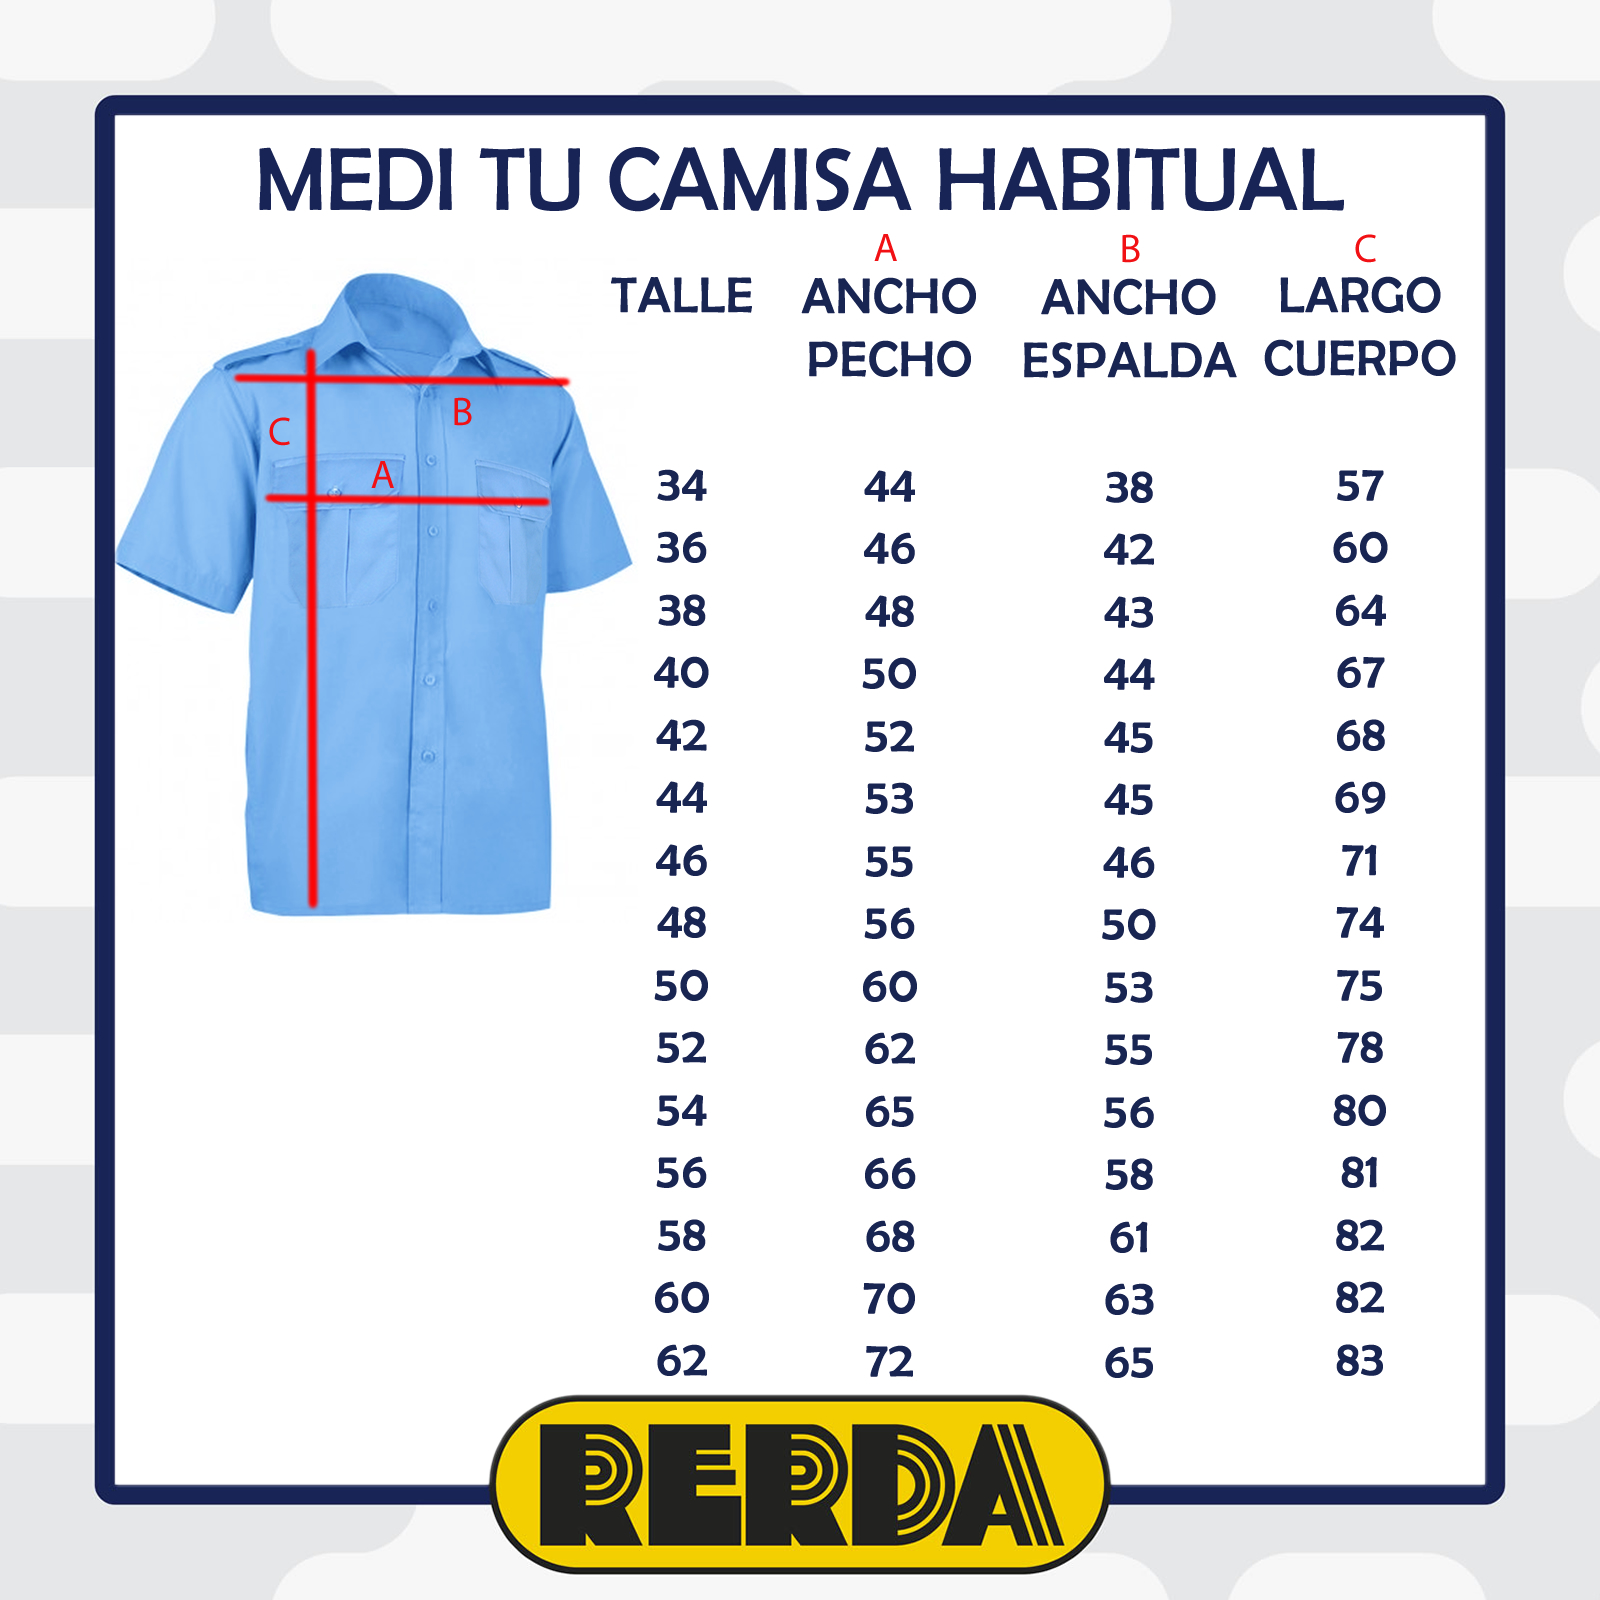 MEDI TU CAMISA HABITUAL
A B C
TALLE ANCHO ANCHO LARGO
PECHO ESPALDA CUERPO
B
C
A
34 44 38 57
36 46 42 60
38 48 43 64
40 50 44 67
42 52 45 68
44 53 45 69
46 55 46 71
48 56 50 74
50 60 53 75
52 62 55 78
54 65 56 80
56 66 58 81
58 68 61 82
60 70 63 82
62 72 65 83
RERDA